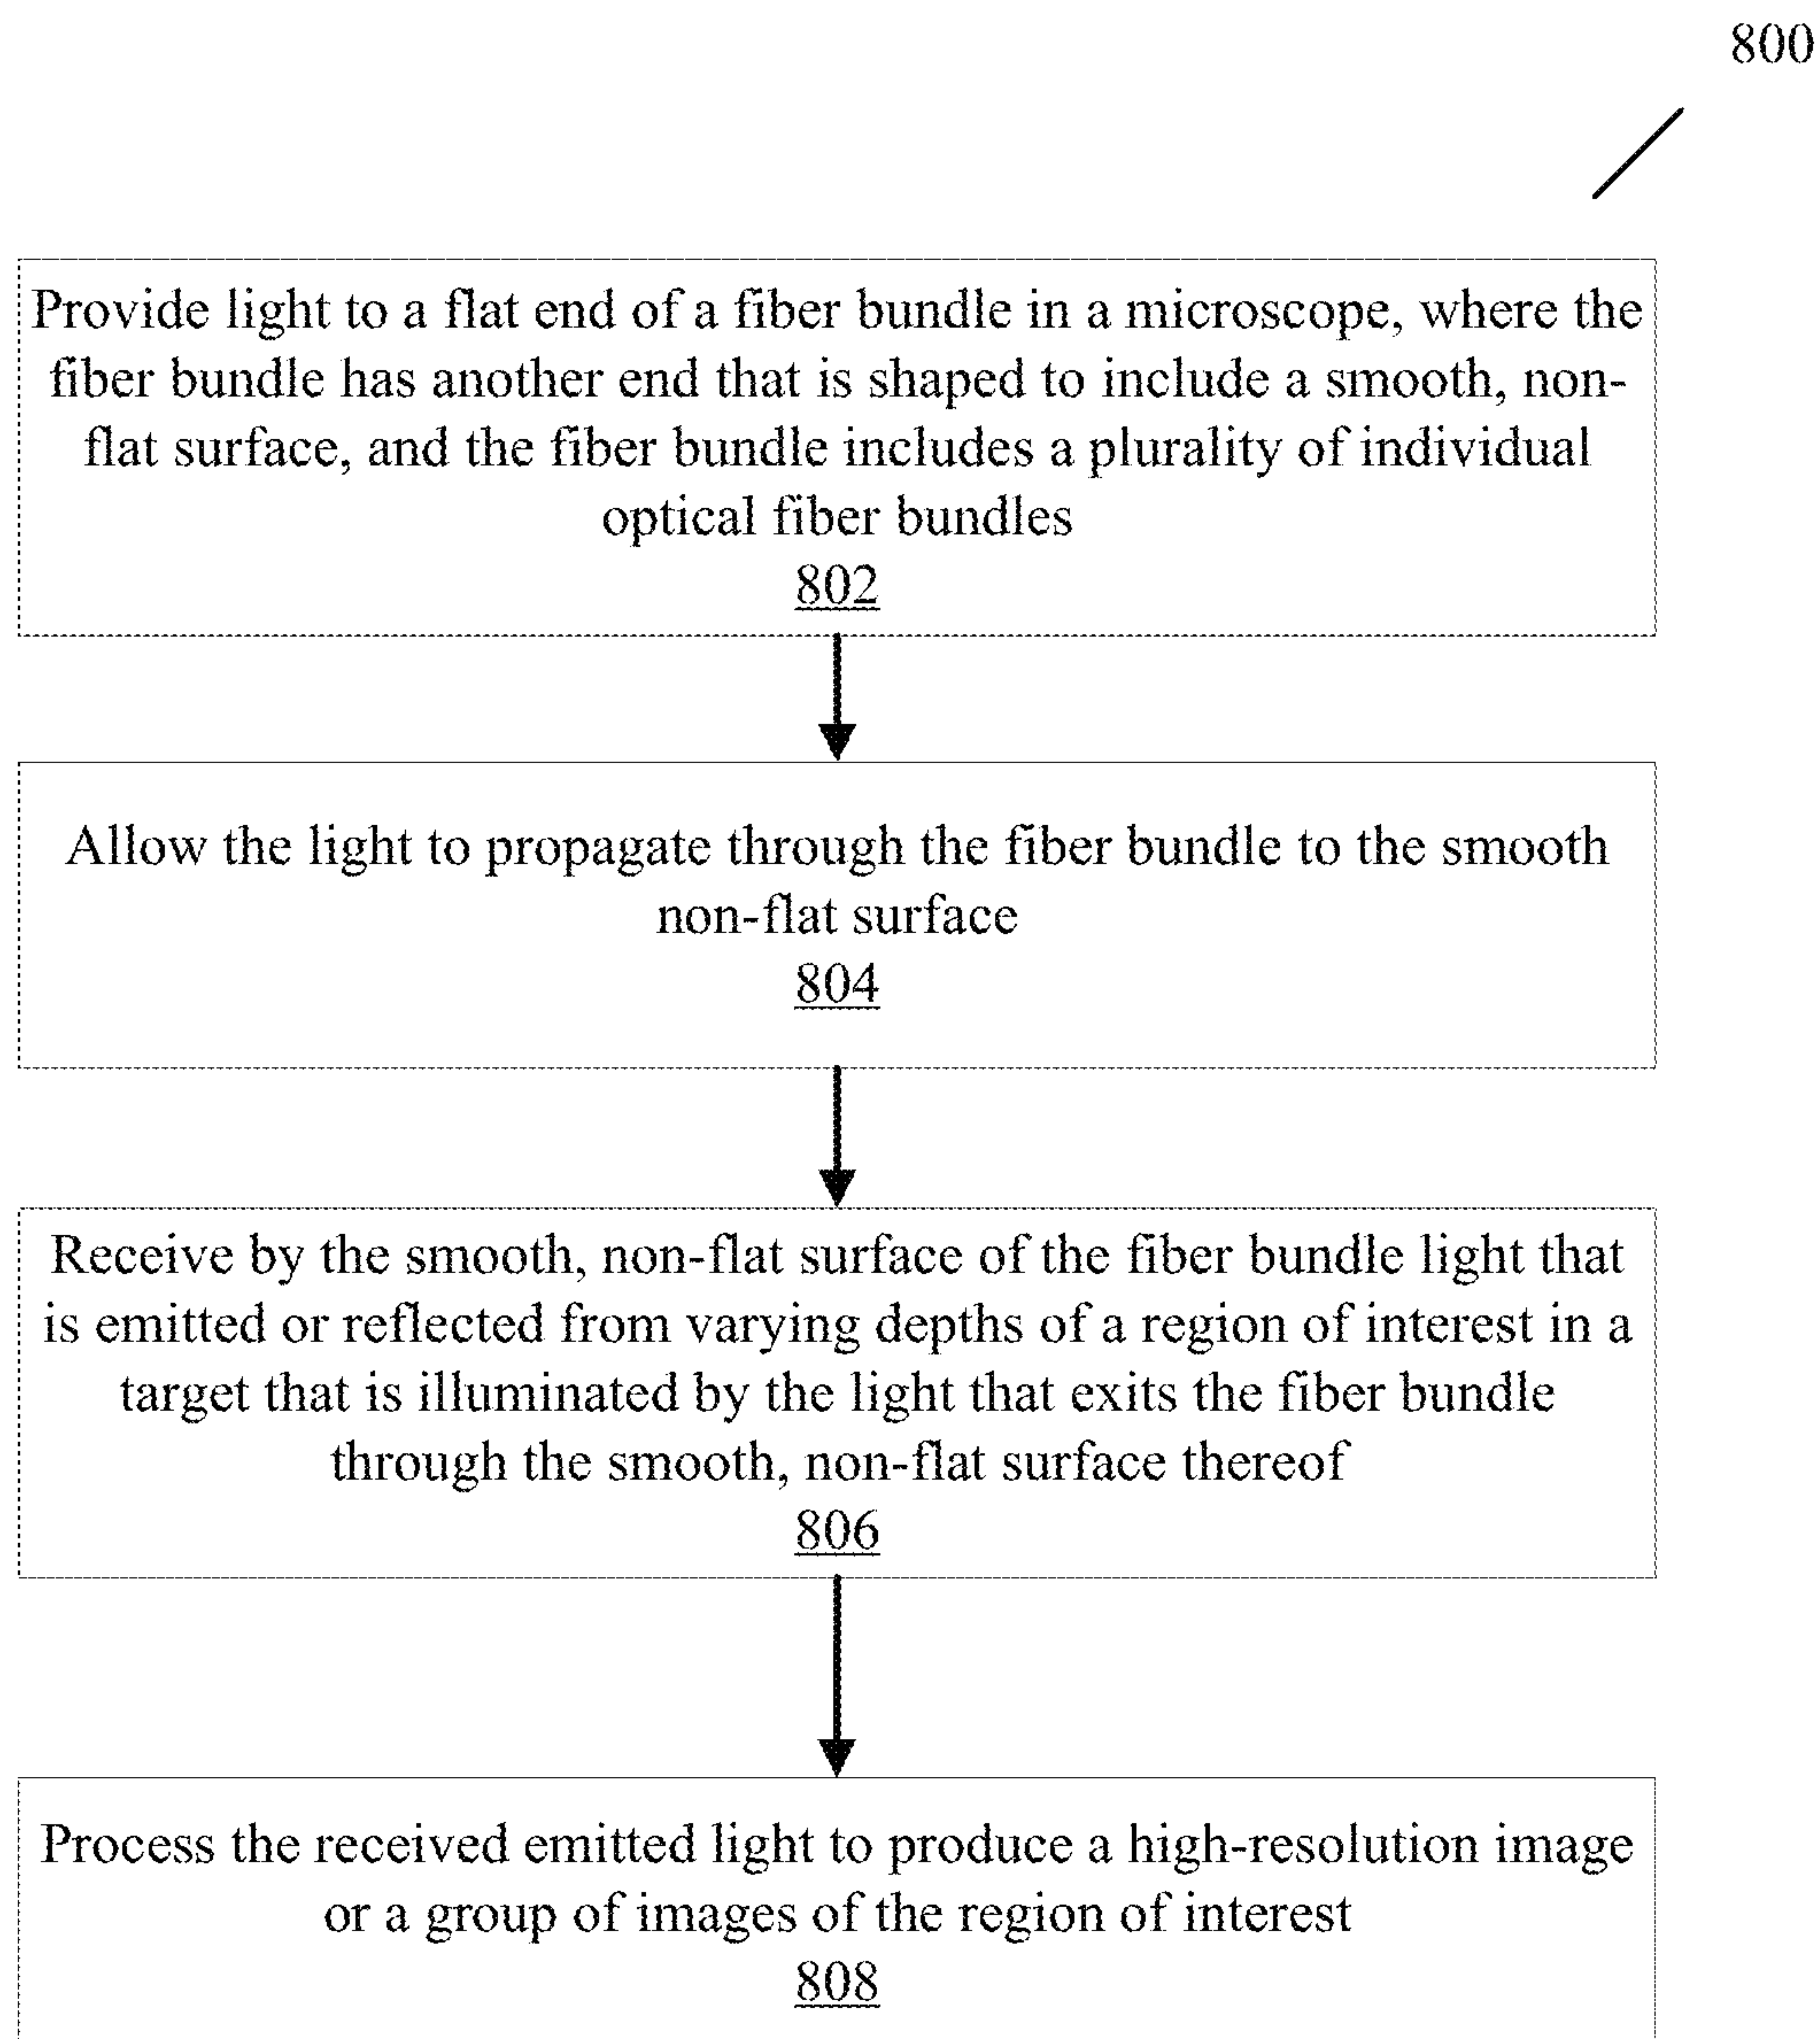 800
Provide light to a flat end of a fiber bundle in a microscope, where the
fiber bundle has another end that is shaped to include a smooth, non-
flat surface, and the fiber bundle includes a plurality of individual
optical fiber bundles
802
Allow the light to propagate through the fiber bundle to the smooth
non-flat surface
804
Receive by the smooth, non-flat surface of the fiber bundle light that
is emitted or reflected from varying depths of a region of interest in a
target that is illuminated by the light that exits the fiber bundle
through the smooth, non-flat surface thereof
806
Process the received emitted light to produce a high-resolution image
or a group of images of the region of interest
808